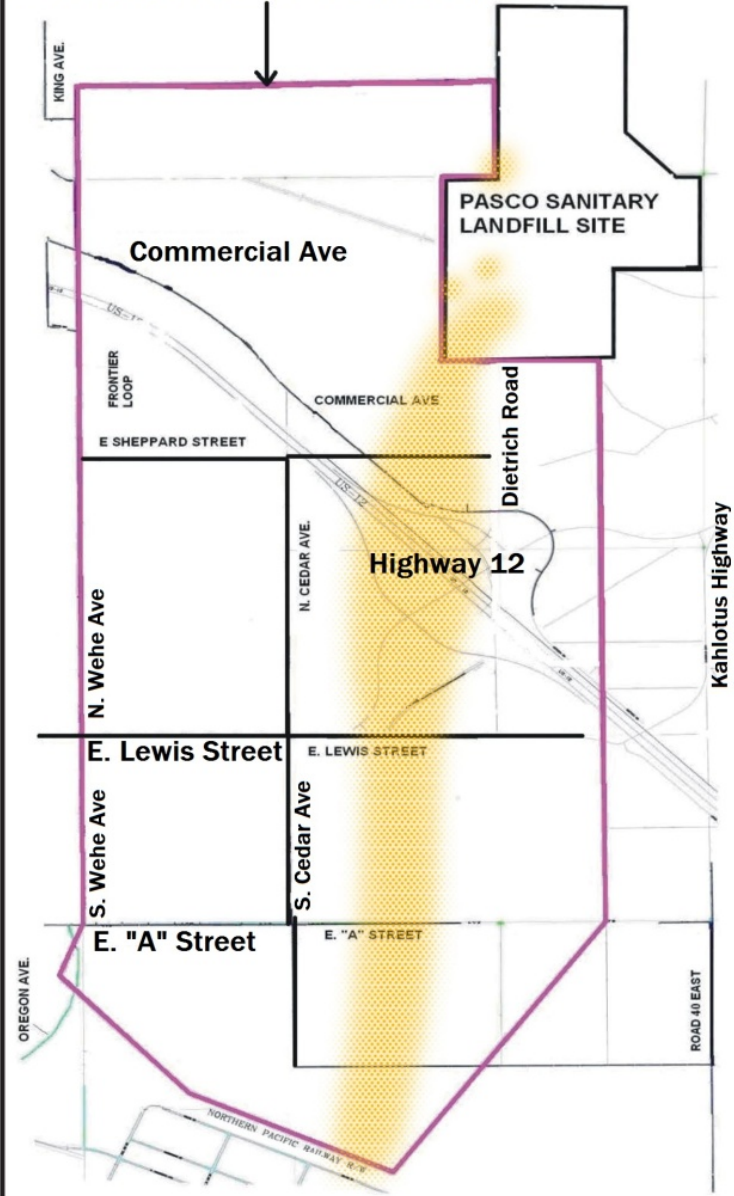 KING AVE.
PASCO SANITARY
LANDFILL SITE
Commercial Ave
FRONTIER
LOOP
COMMERCIAL AVE
Dietrich Road
E SHEPPARD STREET
US-12
N. CEDAR AVE.
Highway 12
Kahlotus Highway
N. Wehe Ave
E. Lewis Street
E. LEWIS STREET
S. Wehe Ave
S. Cedar Ave
E. "A" Street
E. "A" STREET
OREGON AVE.
ROAD 40 EAST
NORTHERN PACIFIC RAILWAY R/W